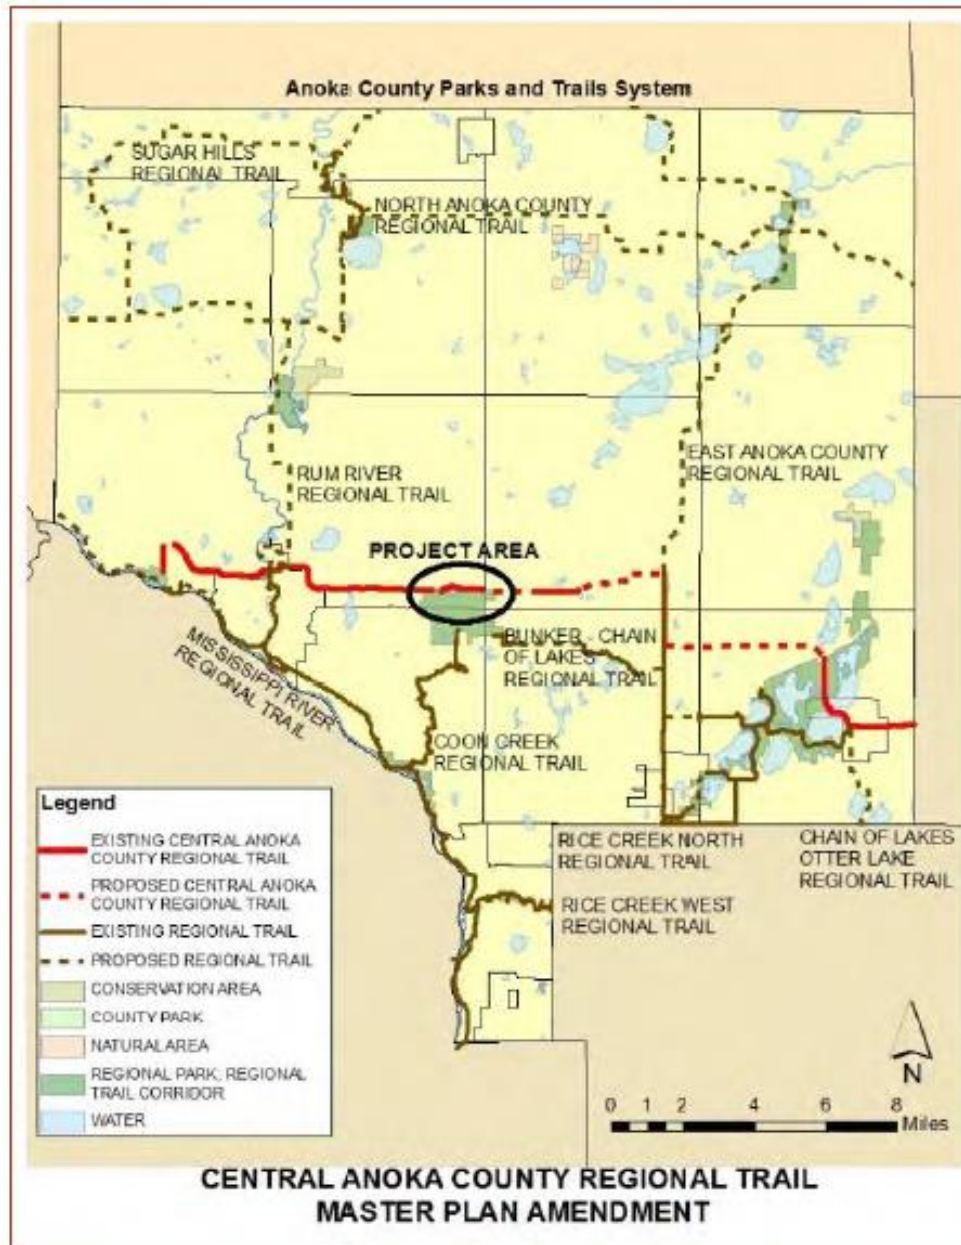 Anoka County Parks and Trails System
SUGAR HILLS
REGIONAL TRAIL
NORTH ANOKA COUNTY
REGIONAL TRAIL
EAST ANOKA COUNTY
REGIONAL TRAIL
RUM RIVER
REGIONAL TRAIL
PROJECT AREA
BUNKER - CHAIN
OF LAKES
REGIONAL TRAIL
MISSISSIPPI RIVER
REGIONAL TRAIL
COON CREEK
REGIONAL TRAIL
RICE CREEK NORTH
REGIONAL TRAIL
CHAIN OF LAKES
OTTER LAKE
REGIONAL TRAIL
RICE CREEK WEST
REGIONAL TRAIL
Legend
EXISTING CENTRAL ANOKA
COUNTY REGIONAL TRAIL
PROPOSED CENTRAL ANOKA
COUNTY REGIONAL TRAIL
EXISTING REGIONAL TRAIL
PROPOSED REGIONAL TRAIL
CONSERVATION AREA
COUNTY PARK
NATURAL AREA
REGIONAL PARK, REGIONAL
TRAIL CORRIDOR
WATER
N
0 1 2 4 6 8
Miles
CENTRAL ANOKA COUNTY REGIONAL TRAIL
MASTER PLAN AMENDMENT